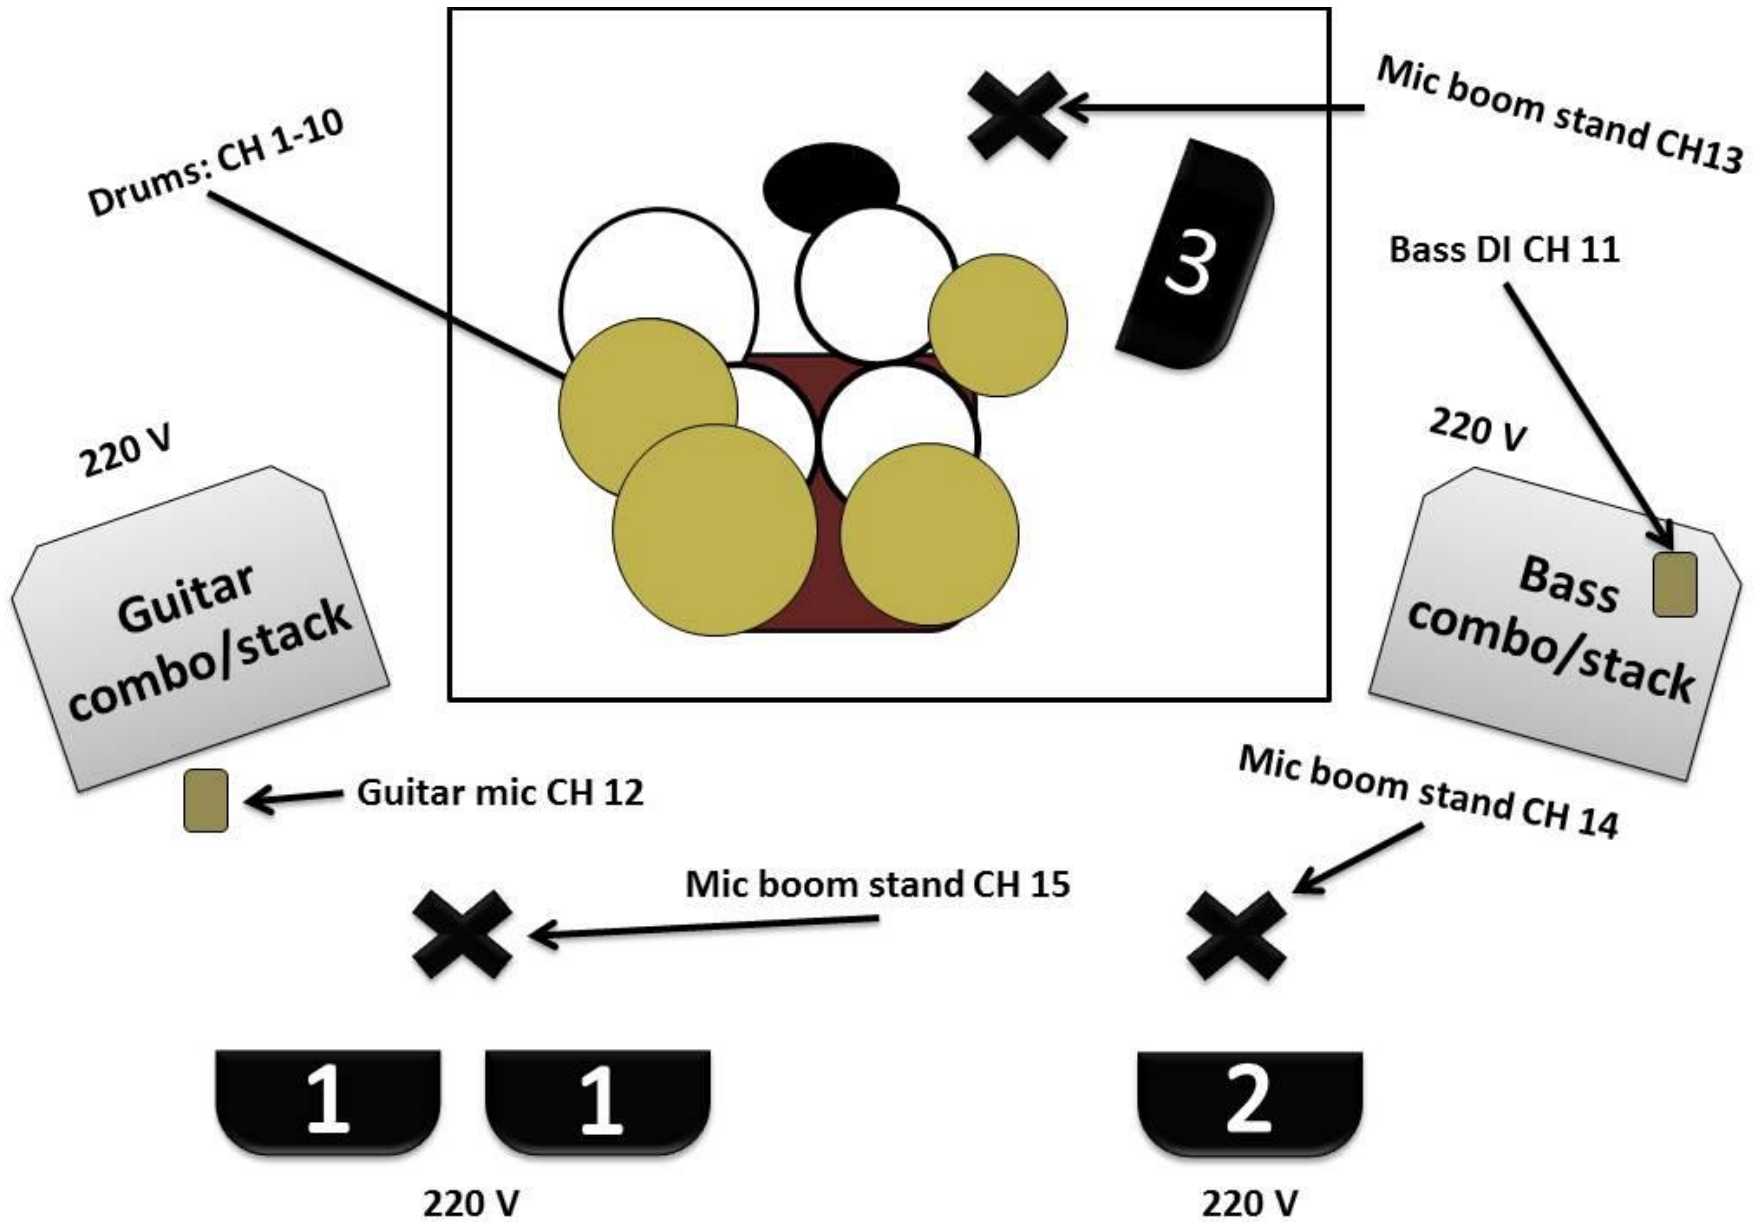 Mic boom stand CH13
Drums: CH 1-10
3
Bass DI CH 11
220 V
220 V
Guitar
combo/stack
Bass
combo/stack
Guitar mic CH 12
Mic boom stand CH 14
Mic boom stand CH 15
1
1
2
220 V
220 V